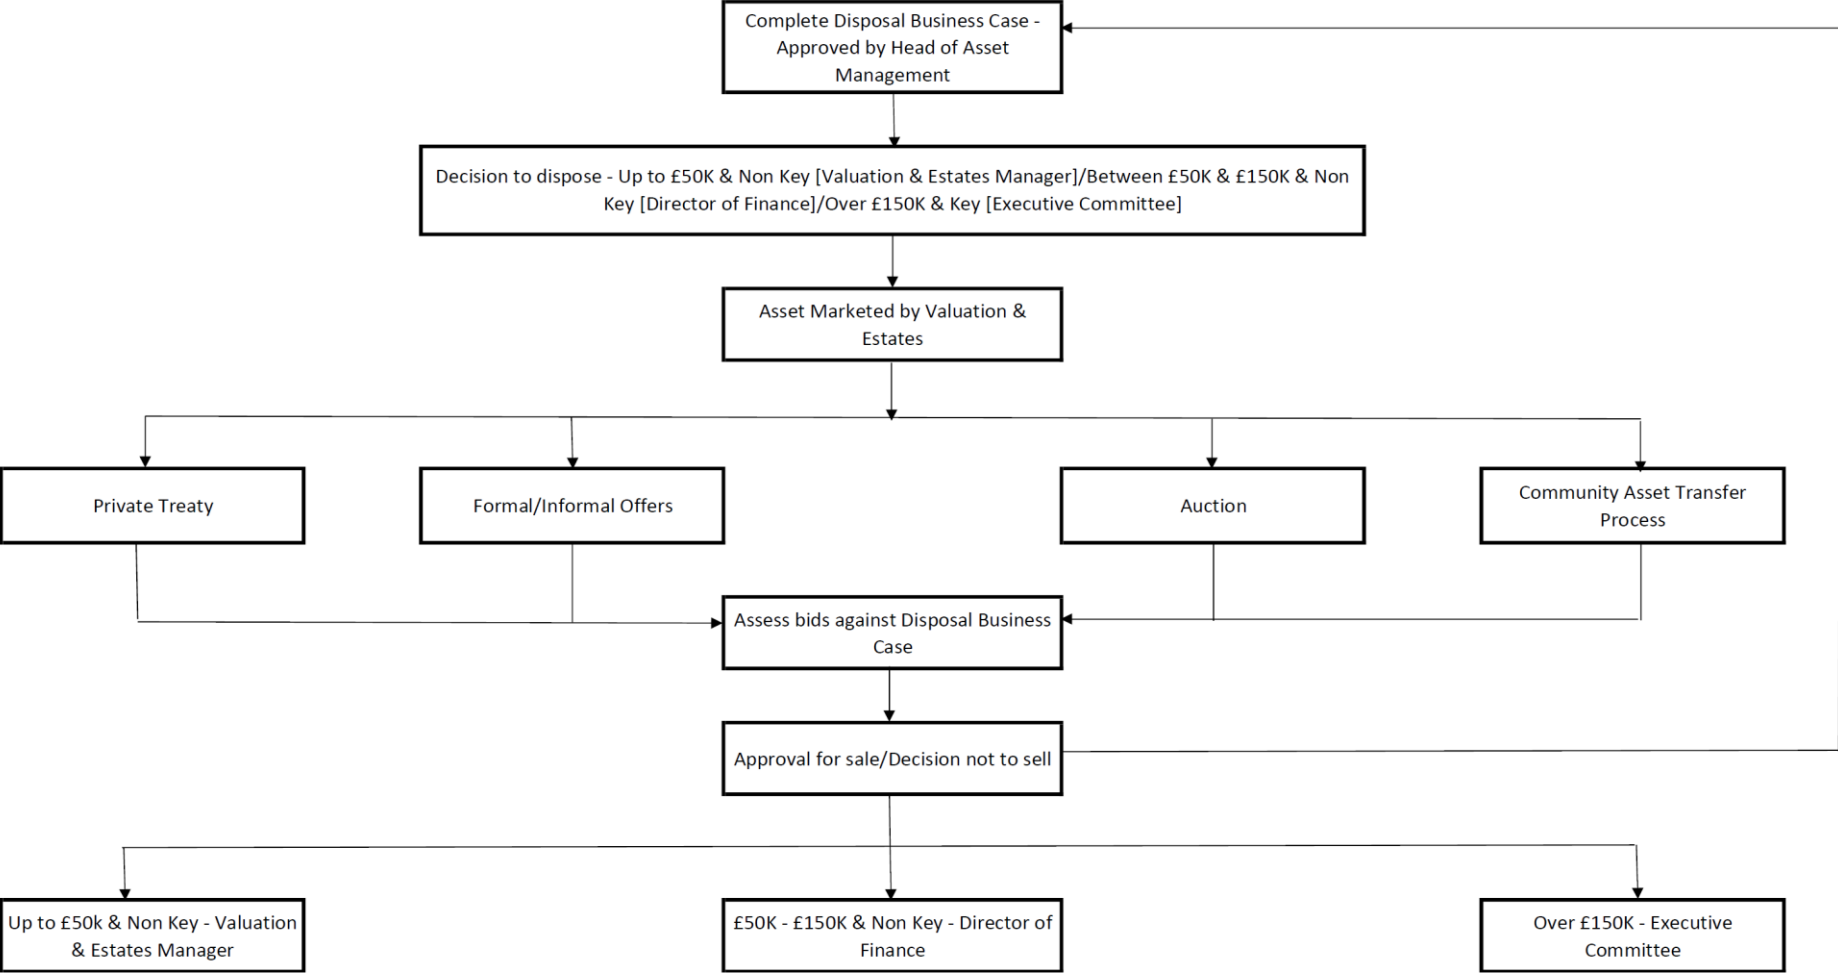 Complete Disposal Business Case -
Approved by Head of Asset
Management
Decision to dispose - Up to £50K & Non Key [Valuation & Estates Manager]/Between £50K & £150K & Non
Key [Director of Finance]/Over £150K & Key [Executive Committee]
Asset Marketed by Valuation &
Estates
Private Treaty
Formal/Informal Offers
Auction
Community Asset Transfer
Process
Assess bids against Disposal Business
Case
Approval for sale/Decision not to sell
Up to £50k & Non Key - Valuation
& Estates Manager
£50K - £150K & Non Key - Director of
Finance
Over £150K - Executive
Committee